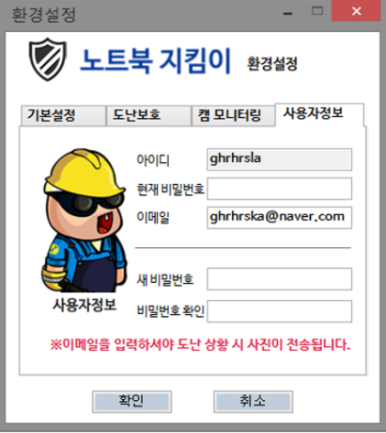 환경설정
노트북 지킴이 환경설정
기본설정 도난보호 캠 모니터링 사용자정보
아이디 ghrhrsla
현재 비밀번호
이메일 ghrhrska@naver.com
새 비밀번호
사용자정보
비밀번호 확인
※이메일을 입력하셔야 도난 상황 시 사진이 전송됩니다.
확인 취소